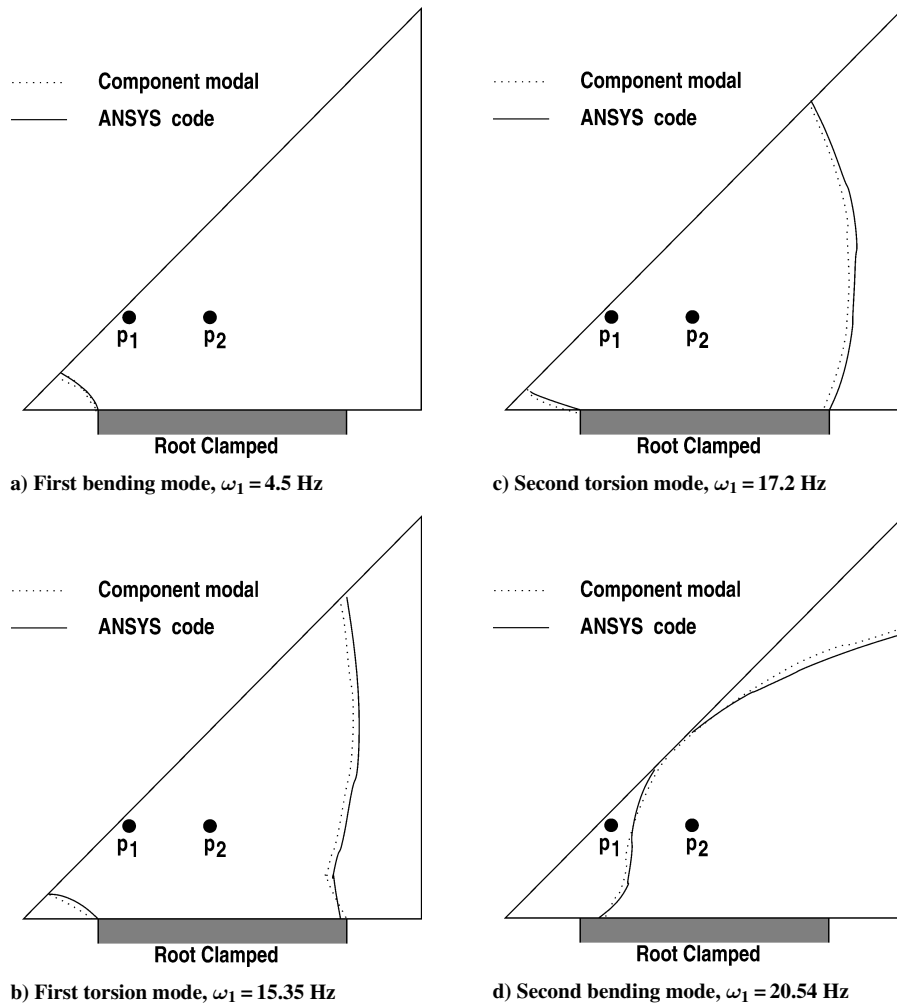 Component modal
ANSYS code
p1
p2
Root Clamped
a) First bending mode, ω1 = 4.5 Hz
Component modal
ANSYS code
p1
p2
Root Clamped
c) Second torsion mode, ω1 = 17.2 Hz
Component modal
ANSYS code
p1
p2
Root Clamped
b) First torsion mode, ω1 = 15.35 Hz
Component modal
ANSYS code
p1
p2
Root Clamped
d) Second bending mode, ω1 = 20.54 Hz